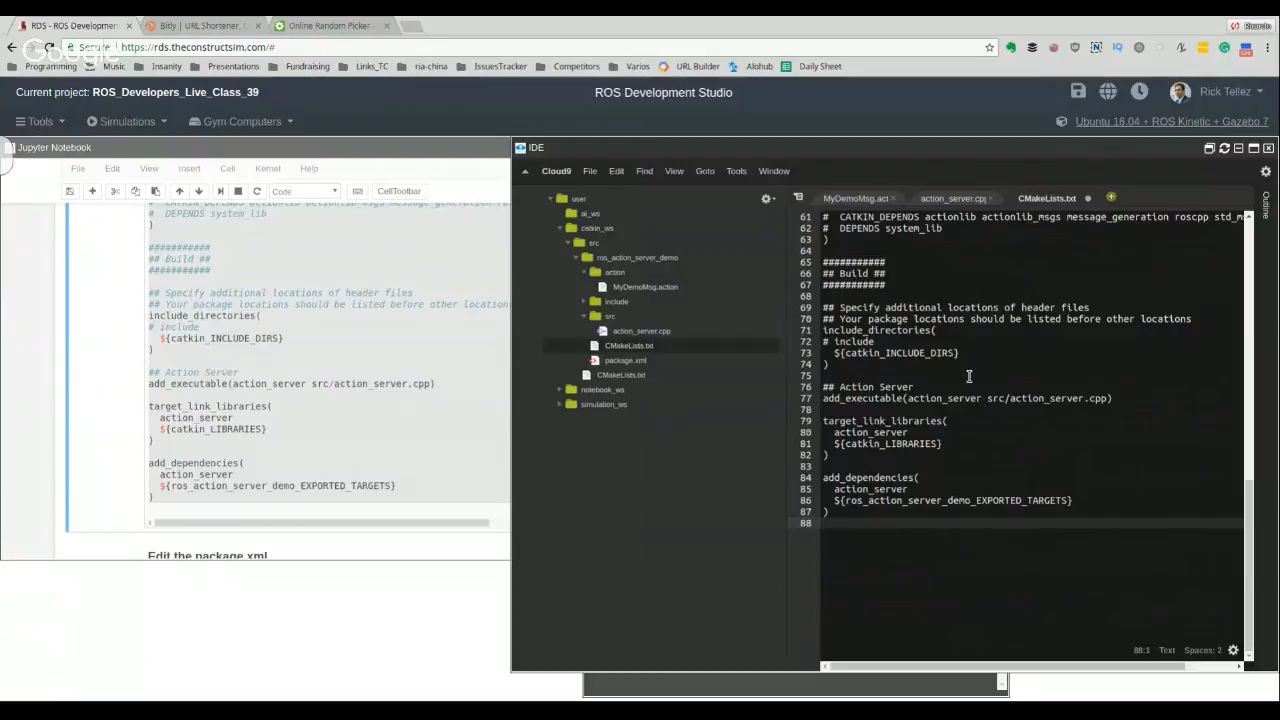 RDS - ROS Development
Bitly | URL Shortener, C
Online Random Picker
Ricardo
Google
Secure https://rds.theconstructsim.com/#
Programming Music Insanity Presentations Fundraising Links_TC ria-china IssuesTracker Competitors Varios URL Builder Alohub Daily Sheet
Current project: ROS_Developers_Live_Class_39
ROS Development Studio
Rick Tellez
Tools Simulations Gym Computers
Ubuntu 16.04 + ROS Kinetic + Gazebo 7
Jupyter Notebook
File Edit View Insert Cell Kernel Help
Code CellToolbar
# CATKIN_DEPENDS actionlib actionlib_msgs message_generation roscpp
# DEPENDS system_lib
)
###########
## Build ##
###########
## Specify additional locations of header files
## Your package locations should be listed before other location
include_directories(
# include
${catkin_INCLUDE_DIRS}
)
## Action Server
add_executable(action_server src/action_server.cpp)
target_link_libraries(
action_server
${catkin_LIBRARIES}
)
add_dependencies(
action_server
${ros_action_server_demo_EXPORTED_TARGETS}
)
Edit the package.xml
IDE
Cloud9 File Edit Find View Goto Tools Window
user
ai_ws
catkin_ws
src
ros_action_server_demo
action
MyDemoMsg.action
include
src
action_server.cpp
CMakeLists.txt
package.xml
CMakeLists.txt
notebook_ws
simulation_ws
MyDemoMsg.act
action_server.cpp
CMakeLists.txt
Outline
61 # CATKIN_DEPENDS actionlib actionlib_msgs message_generation roscpp std_m
62 # DEPENDS system_lib
63 )
64
65 ###########
66 ## Build ##
67 ###########
68
69 ## Specify additional locations of header files
70 ## Your package locations should be listed before other locations
71 include_directories(
72 # include
73 ${catkin_INCLUDE_DIRS}
74 )
75
76 ## Action Server
77 add_executable(action_server src/action_server.cpp)
78
79 target_link_libraries(
80 action_server
81 ${catkin_LIBRARIES}
82 )
83
84 add_dependencies(
85 action_server
86 ${ros_action_server_demo_EXPORTED_TARGETS}
87 )
88
88:1 Text Spaces: 2